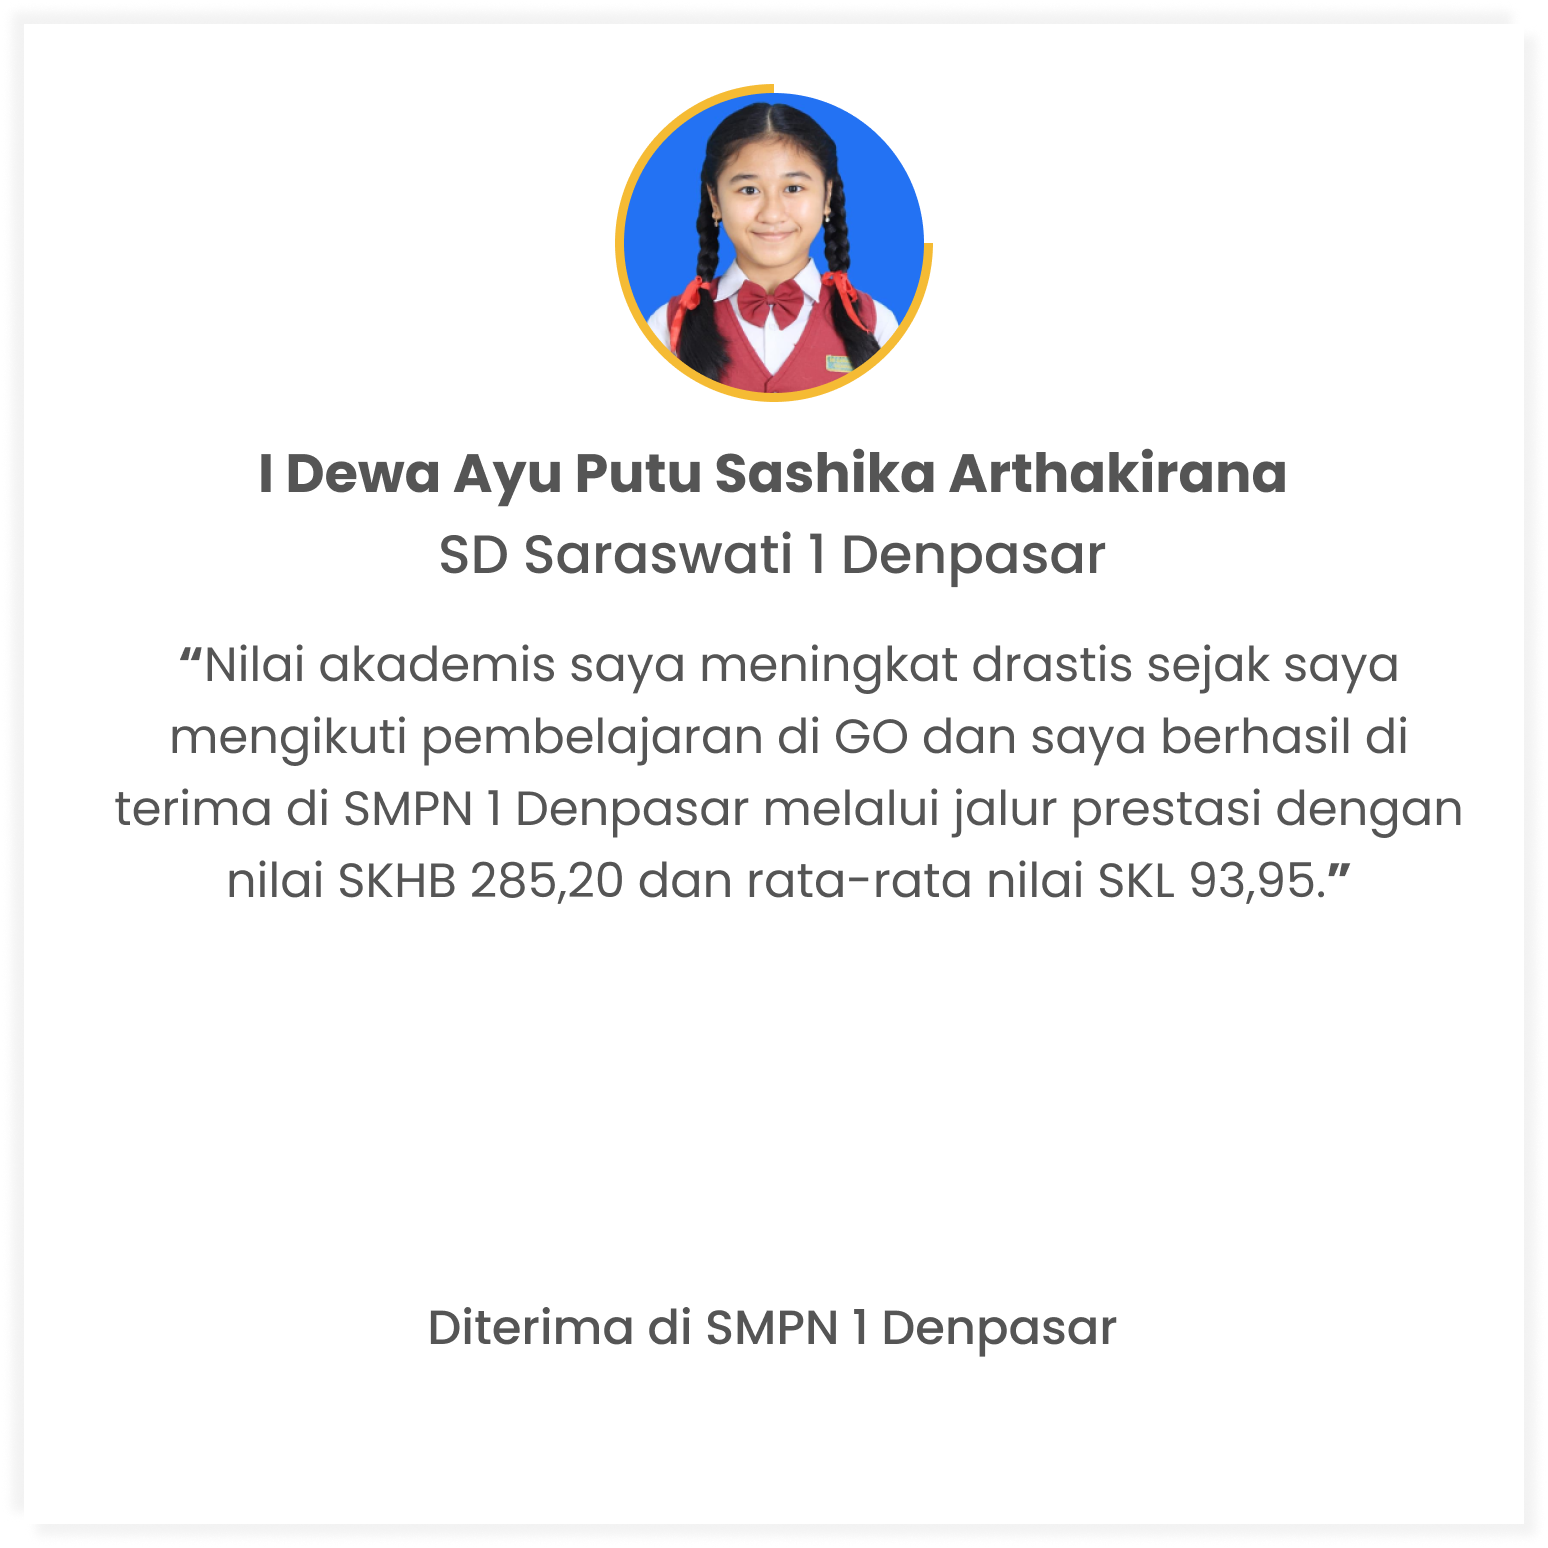 I Dewa Ayu Putu Sashika Arthakirana
SD Saraswati 1 Denpasar
“Nilai akademis saya meningkat drastis sejak saya
mengikuti pembelajaran di GO dan saya berhasil di
terima di SMPN 1 Denpasar melalui jalur prestasi dengan
nilai SKHB 285,20 dan rata-rata nilai SKL 93,95.”
Diterima di SMPN 1 Denpasar